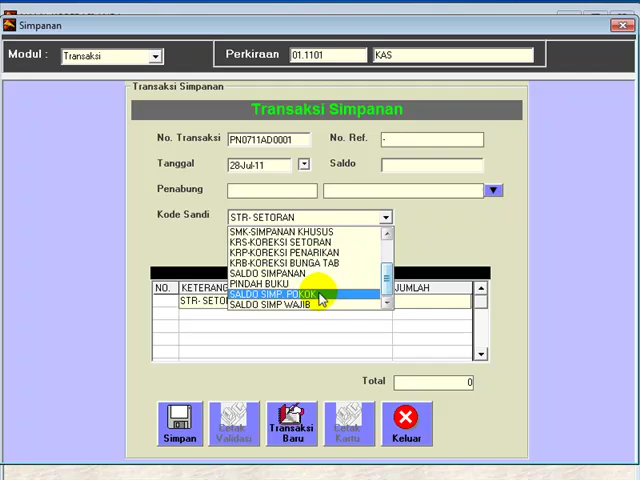 Simpanan
Modul : Transaksi Perkiraan 01.1101 KAS
Transaksi Simpanan
Transaksi Simpanan
No. Transaksi PN0711AD0001 No. Ref. -
Tanggal 28-Jul-11 Saldo
Penabung
Kode Sandi STR- SETORAN
SMK-SIMPANAN KHUSUS
KRS-KOREKSI SETORAN
KRP-KOREKSI PENARIKAN
KRB-KOREKSI BUNGA TAB
SALDO SIMPANAN
PINDAH BUKU
SALDO SIMP. POKOK
SALDO SIMP WAJIB
NO. KETERANG JUMLAH
STR- SETO
Total 0
Simpan
Cetak Validasi
Transaksi Baru
Cetak Kartu
Keluar